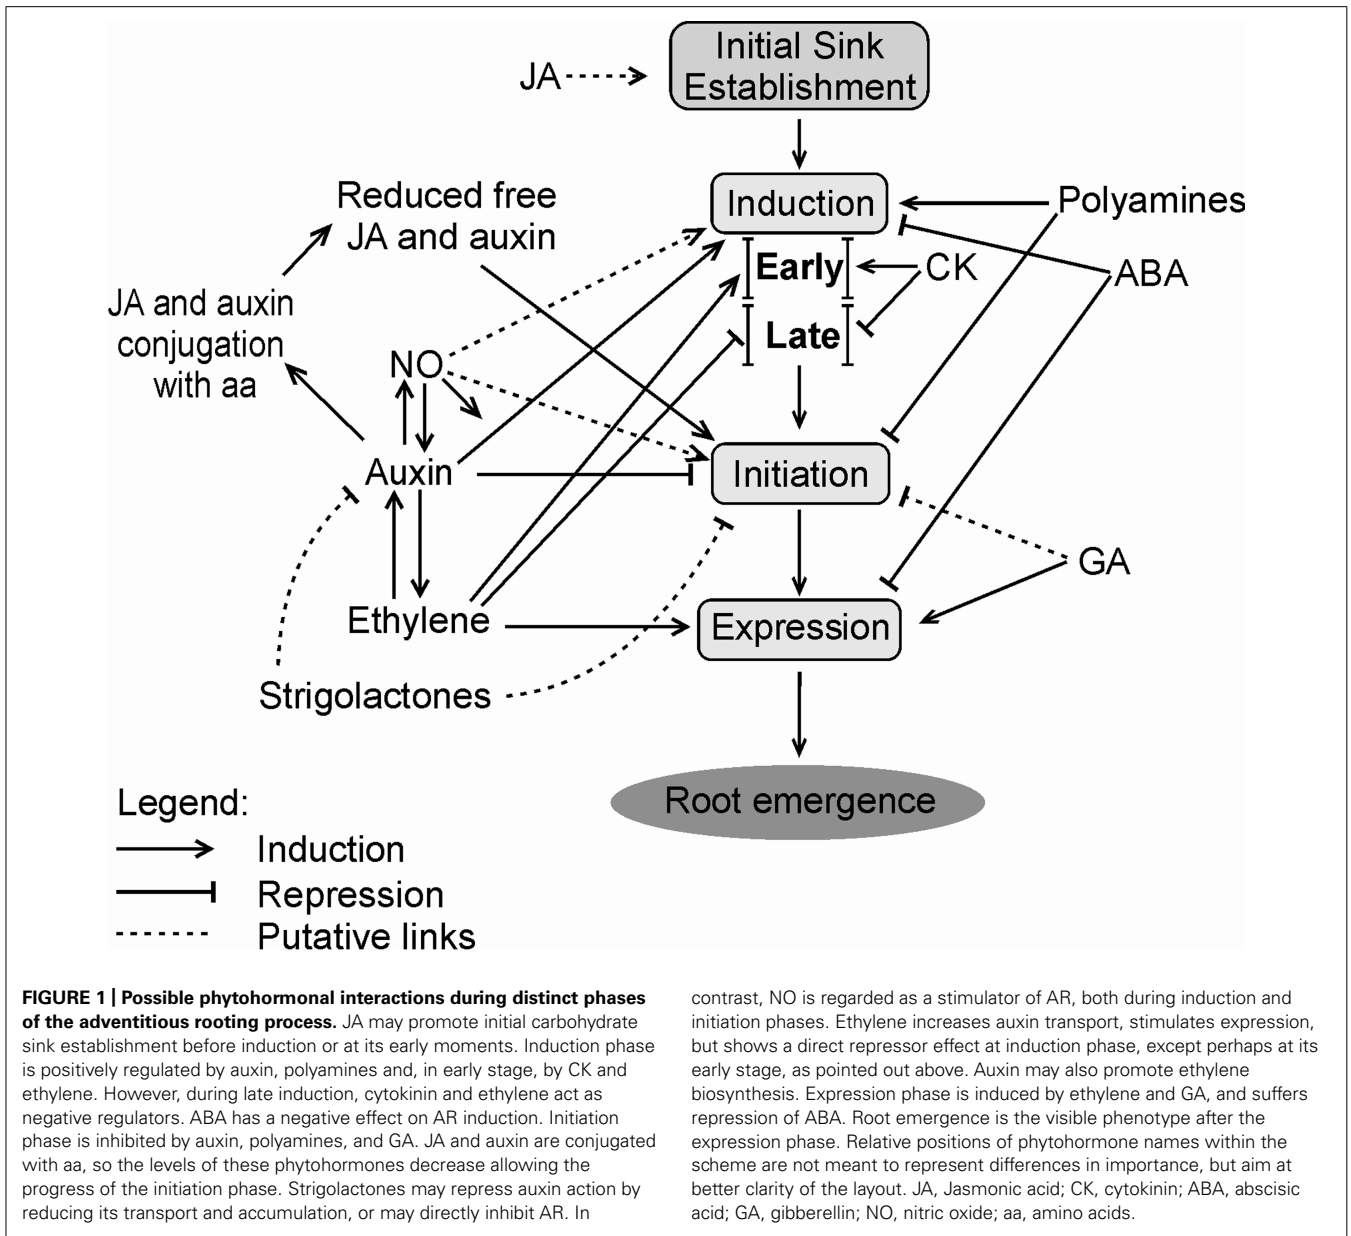 Initial Sink
Establishment
JA
Induction
Polyamines
Reduced free
JA and auxin
Early
CK
ABA
JA and auxin
conjugation
with aa
NO
Late
Auxin
Initiation
GA
Ethylene
Expression
Strigolactones
Root emergence
Legend:
Induction
Repression
Putative links
FIGURE 1 | Possible phytohormonal interactions during distinct phases
of the adventitious rooting process. JA may promote initial carbohydrate
sink establishment before induction or at its early moments. Induction phase
is positively regulated by auxin, polyamines and, in early stage, by CK and
ethylene. However, during late induction, cytokinin and ethylene act as
negative regulators. ABA has a negative effect on AR induction. Initiation
phase is inhibited by auxin, polyamines, and GA. JA and auxin are conjugated
with aa, so the levels of these phytohormones decrease allowing the
progress of the initiation phase. Strigolactones may repress auxin action by
reducing its transport and accumulation, or may directly inhibit AR. In
contrast, NO is regarded as a stimulator of AR, both during induction and
initiation phases. Ethylene increases auxin transport, stimulates expression,
but shows a direct repressor effect at induction phase, except perhaps at its
early stage, as pointed out above. Auxin may also promote ethylene
biosynthesis. Expression phase is induced by ethylene and GA, and suffers
repression of ABA. Root emergence is the visible phenotype after the
expression phase. Relative positions of phytohormone names within the
scheme are not meant to represent differences in importance, but aim at
better clarity of the layout. JA, Jasmonic acid; CK, cytokinin; ABA, abscisic
acid; GA, gibberellin; NO, nitric oxide; aa, amino acids.